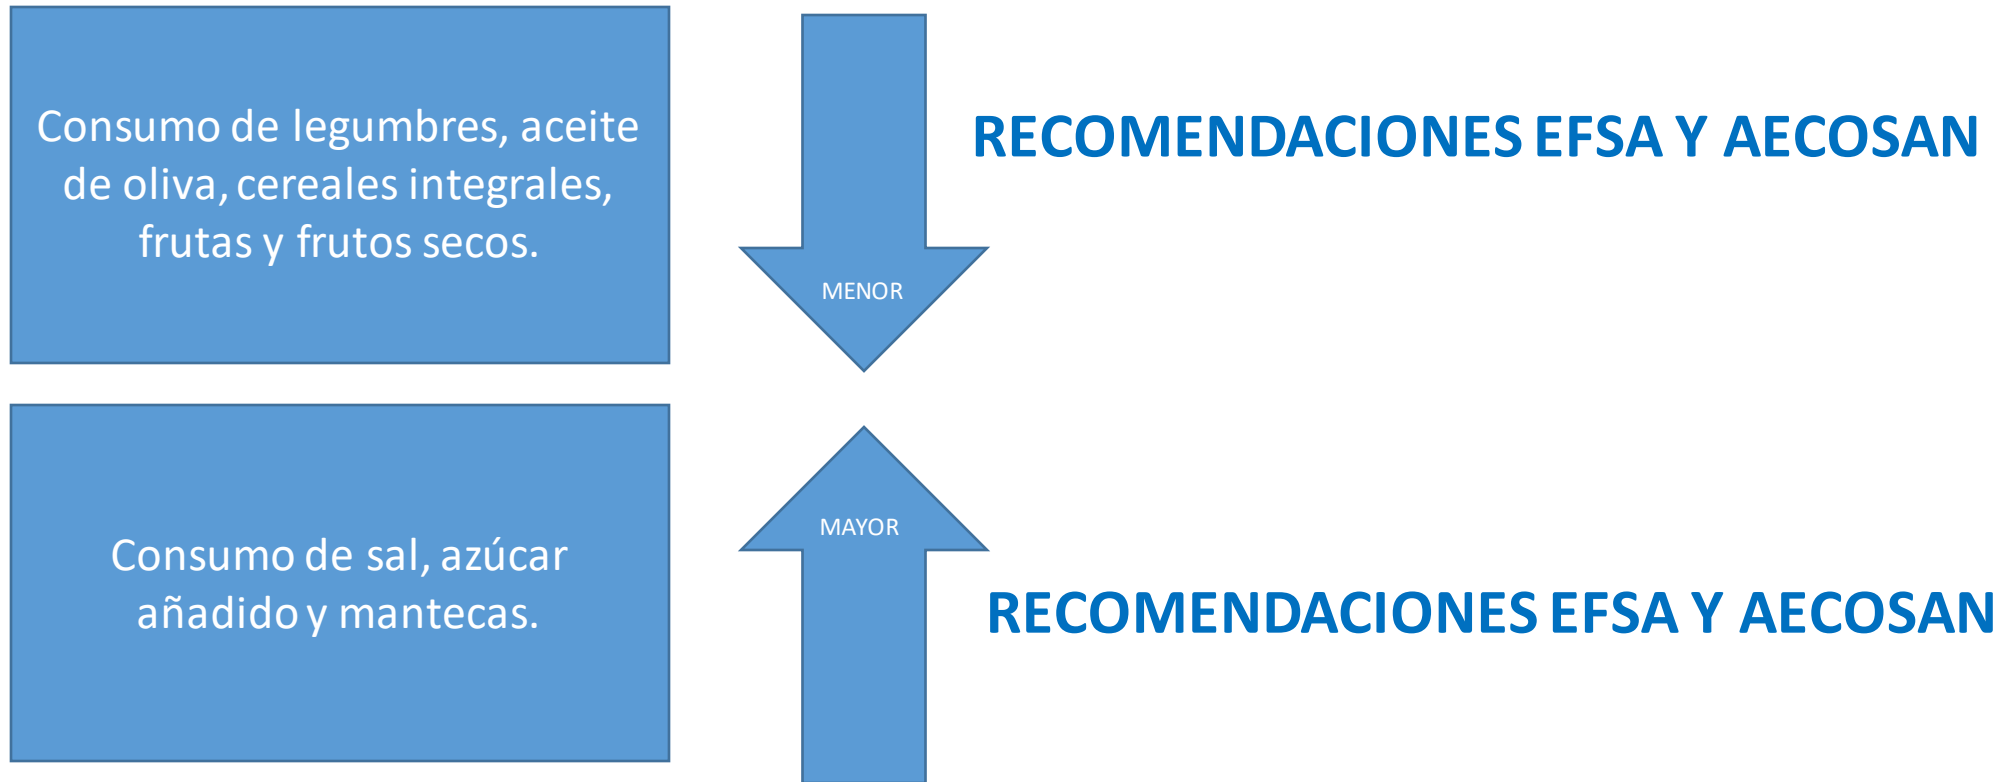 Consumo de legumbres, aceite
de oliva, cereales integrales,
frutas y frutos secos.
MENOR
RECOMENDACIONES EFSA Y AECOSAN
Consumo de sal, azúcar
añadido y mantecas.
MAYOR
RECOMENDACIONES EFSA Y AECOSAN